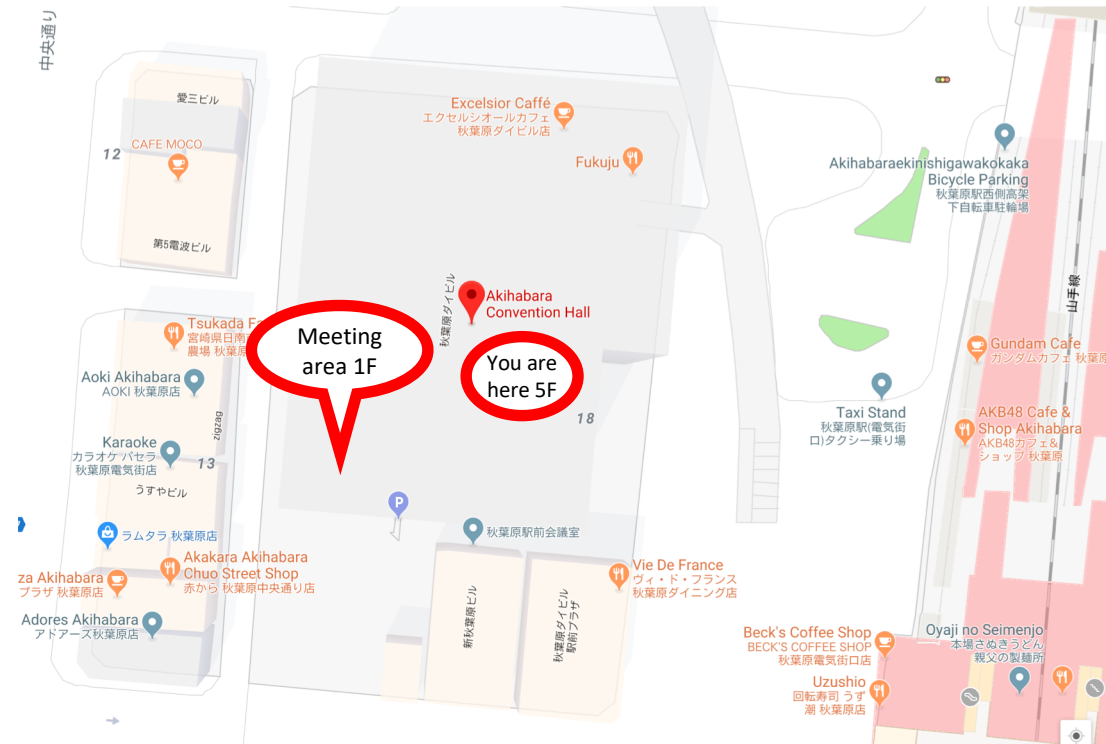 中央通り
愛三ビル
12
CAFE MOCO
第5電波ビル
Excelsior Caffé
エクセルシオールカフェ
秋葉原ダイビル店
Fukuju
Akihabaraekinishigawakokaka
Bicycle Parking
秋葉原駅西側高架
下自転車駐輪場
秋葉原ダイビル
Akihabara
Convention Hall
山手線
Tsukada
宮崎県日南
農場 秋葉原
Meeting
area 1F
You are
here 5F
Gundam Cafe
ガンダムカフェ 秋葉原
Aoki Akihabara
AOKI 秋葉原店
zigzag
18
Taxi Stand
秋葉原駅(電気街
口)タクシー乗り場
AKB48 Cafe &
Shop Akihabara
AKB48カフェ&
ショップ 秋葉原
Karaoke
カラオケ パセラ
秋葉原電気街店
13
うすやビル
P
ラムタラ 秋葉原店
秋葉原駅前会議室
Akakara Akihabara
Chuo Street Shop
赤から 秋葉原中央通り店
za Akihabara
プラザ 秋葉原店
Vie De France
ヴィ・ド・フランス
秋葉原ダイニング店
Adores Akihabara
アドアーズ秋葉原店
新秋葉原ビル
秋葉原ダイビル
駅前プラザ
Beck's Coffee Shop
BECK'S COFFEE SHOP
秋葉原電気街口店
Oyaji no Seimenjo
本場さぬきうどん
親父の製麺所
Uzushio
回転寿司 うず
潮 秋葉原店